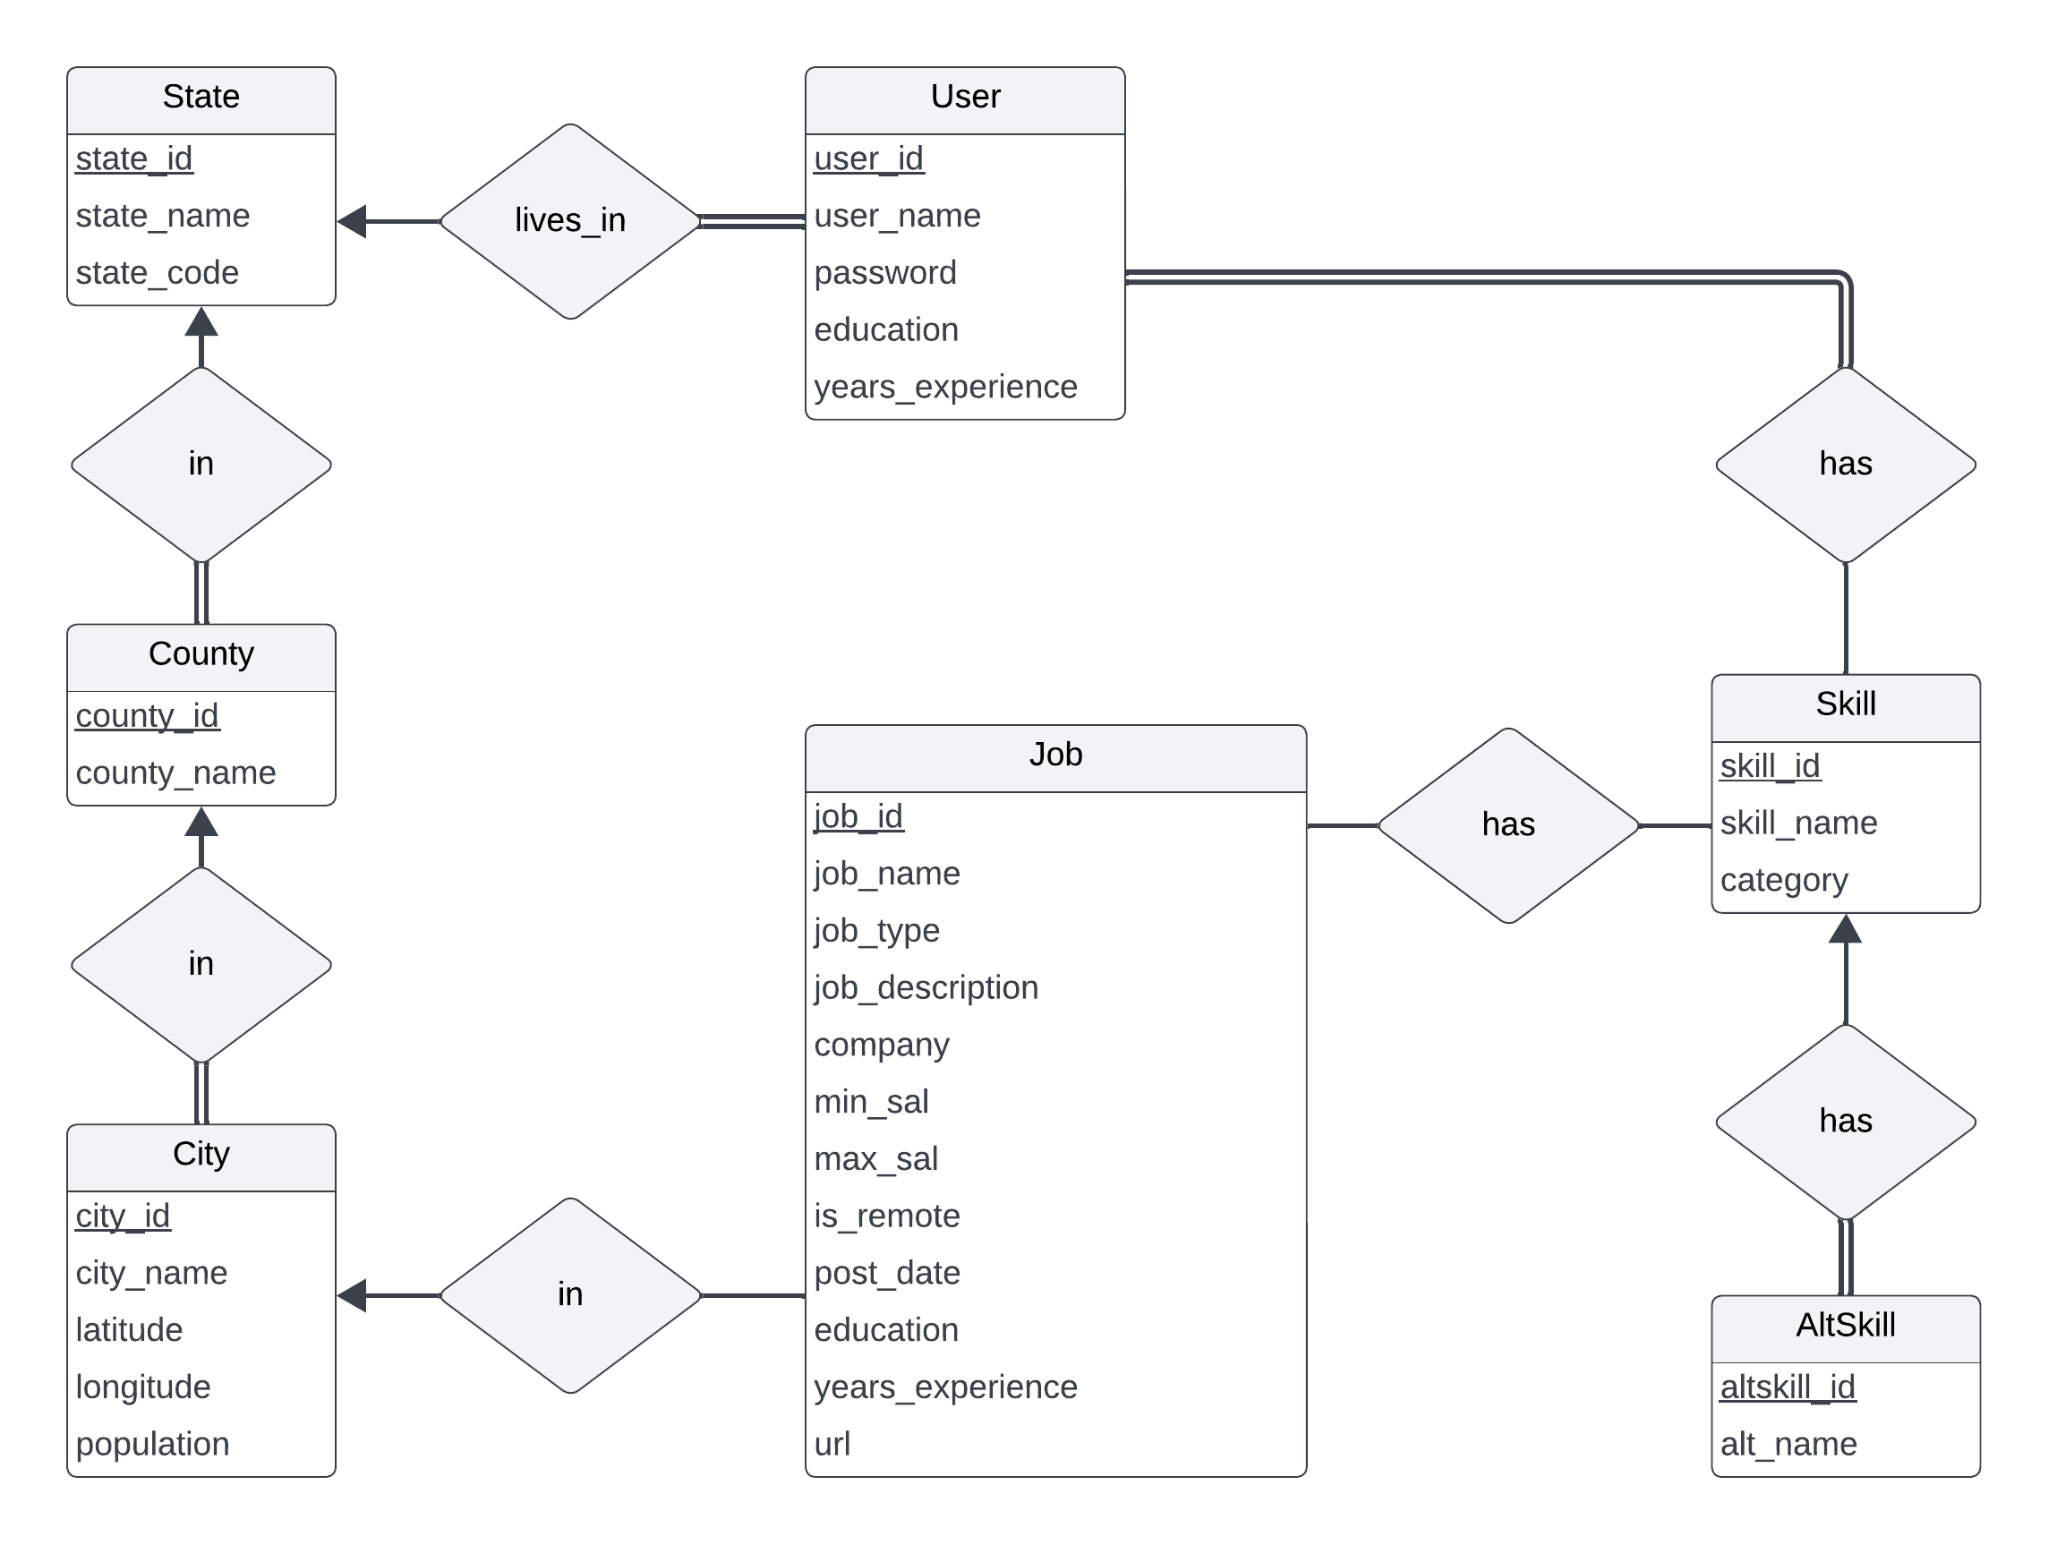 State
state_id
state_name
state_code
lives_in
User
user_id
user_name
password
education
years_experience
in
has
County
county_id
county_name
Skill
skill_id
skill_name
category
Job
job_id
job_name
job_type
job_description
company
min_sal
max_sal
is_remote
post_date
education
years_experience
url
has
in
has
City
city_id
city_name
latitude
longitude
population
in
AltSkill
altskill_id
alt_name